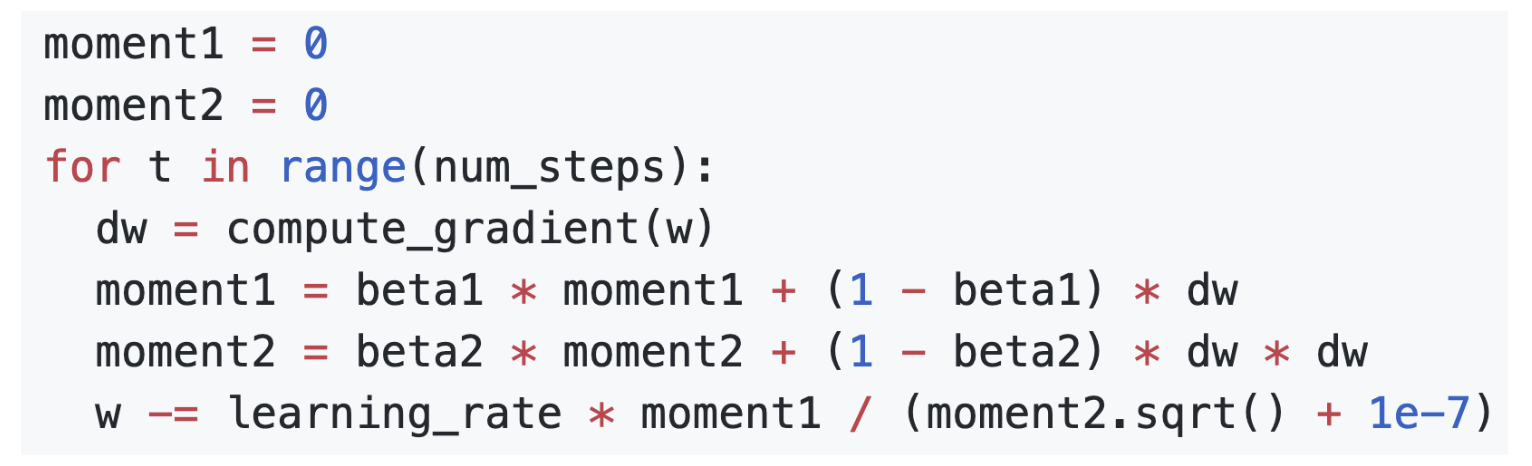 moment1 = 0
moment2 = 0
for t in range(num_steps):
  dw = compute_gradient(w)
  moment1 = beta1 * moment1 + (1 - beta1) * dw
  moment2 = beta2 * moment2 + (1 - beta2) * dw * dw
  w -= learning_rate * moment1 / (moment2.sqrt() + 1e-7)